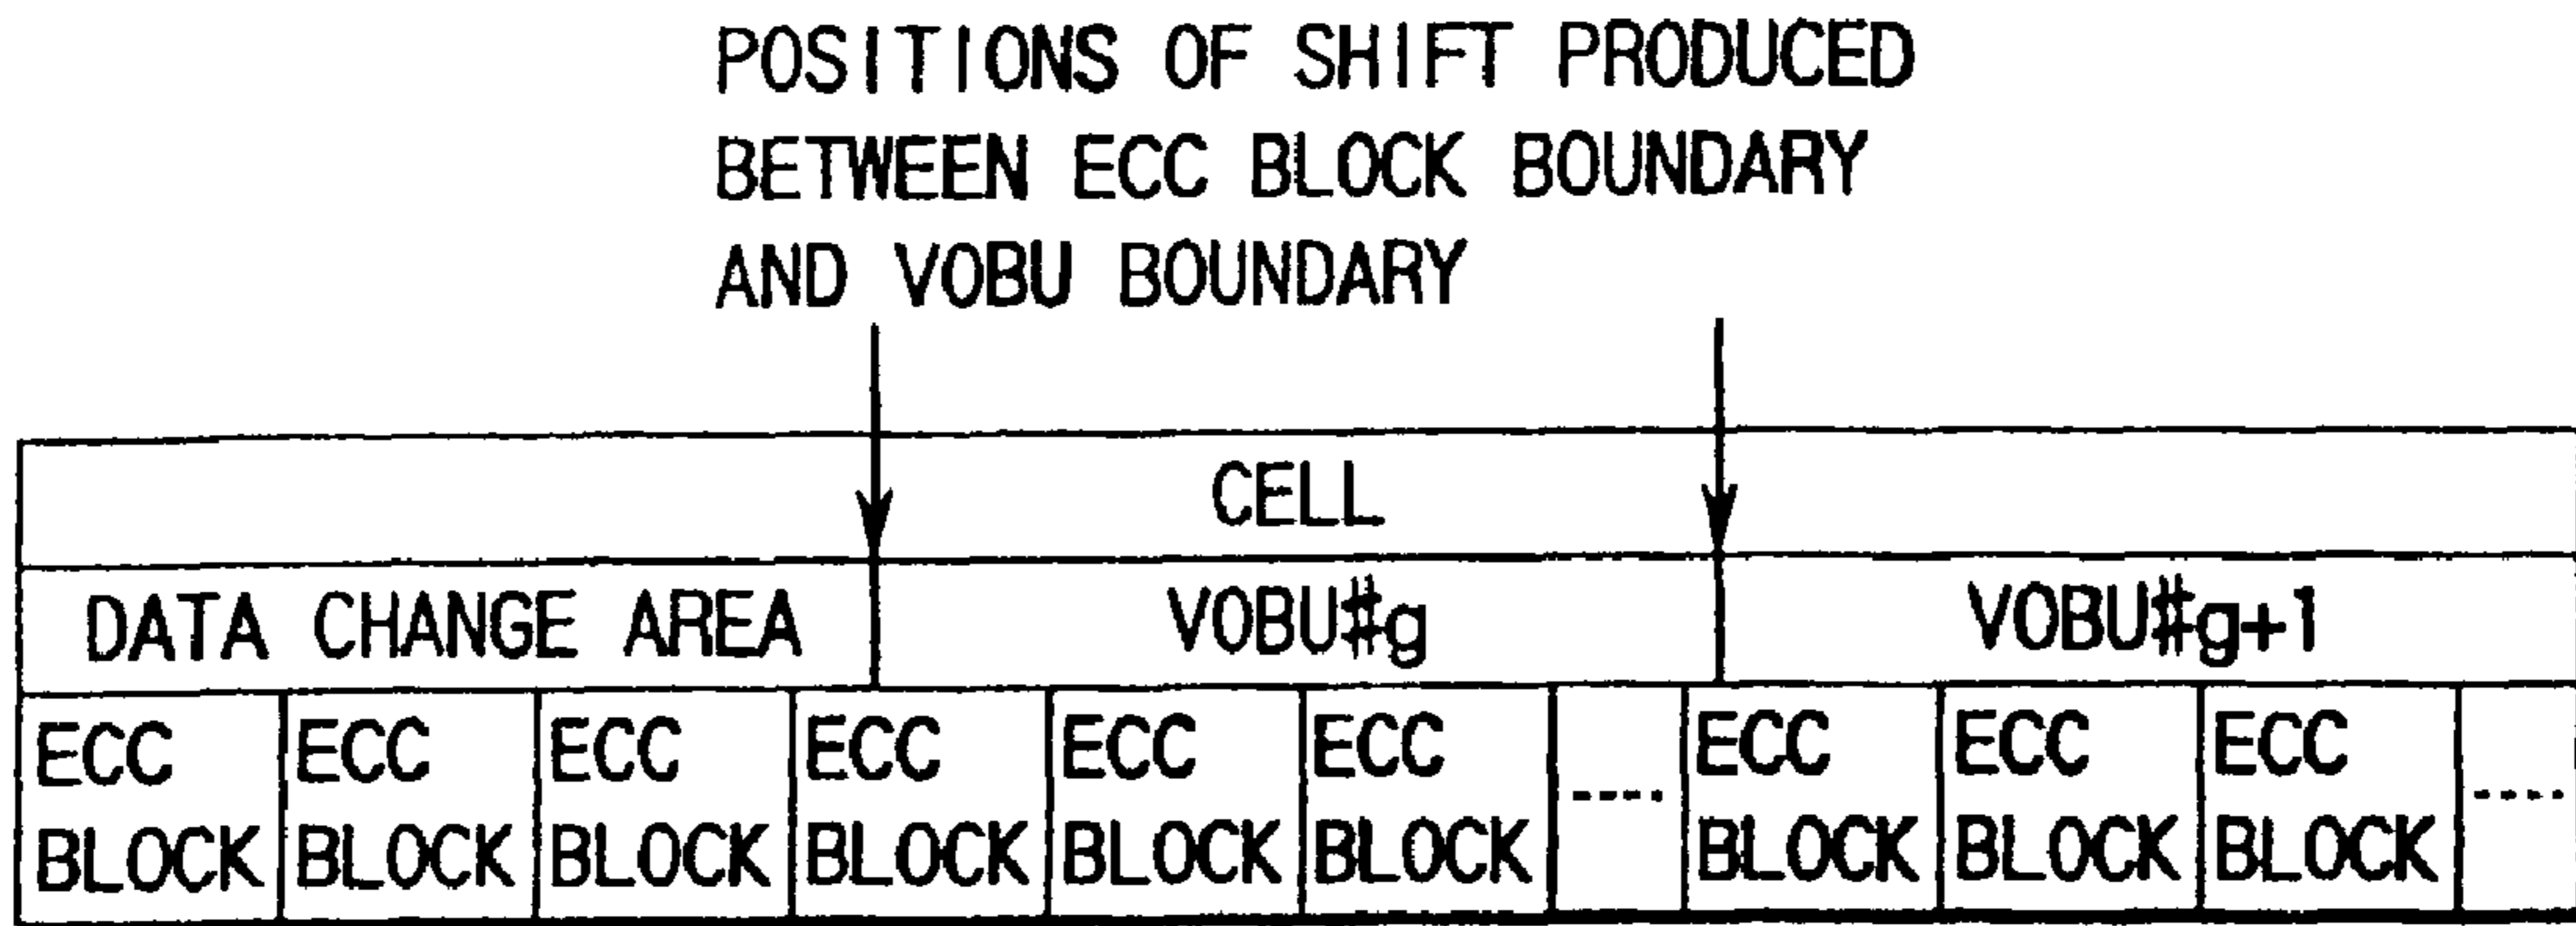 POSITIONS OF SHIFT PRODUCED
BETWEEN ECC BLOCK BOUNDARY
AND VOBU BOUNDARY
CELL
DATA CHANGE AREA VOBU#g VOBU#g+1
ECC ECC ECC ECC ECC ECC ---- ECC ECC ECC ----
BLOCK BLOCK BLOCK BLOCK BLOCK BLOCK BLOCK BLOCK BLOCK